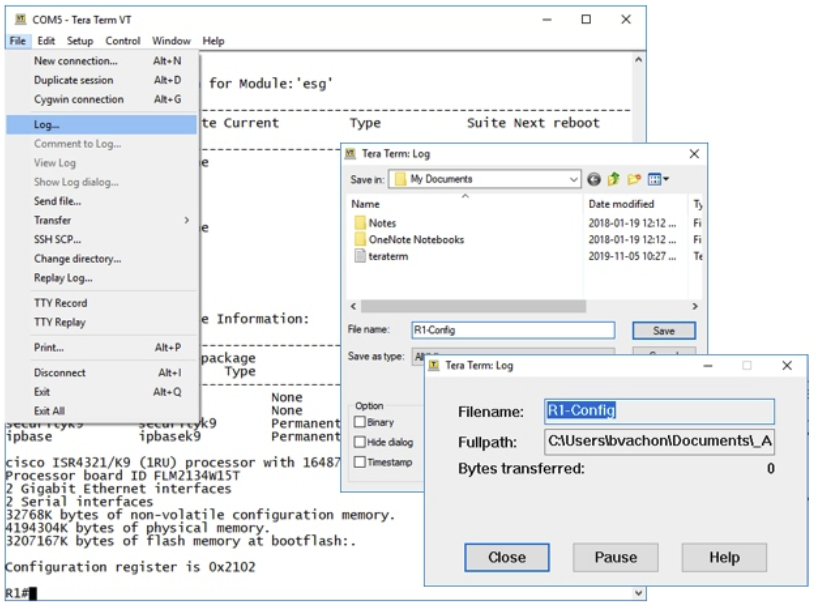 COM5 - Tera Term VT
File Edit Setup Control Window Help
New connection... Alt+N
Duplicate session Alt+D
Cygwin connection Alt+G
Log...
Comment to Log...
View Log
Show Log dialog...
Send file...
Transfer
SSH SCP...
Change directory...
Replay Log...
TTY Record
TTY Replay
Print... Alt+P
Disconnect Alt+I
Exit Alt+Q
Exit All
for Module:'esg'
te Current Type Suite Next reboot
e
e
e Information:
package
Type
None
None
securityk9 securityk9 Permanent
ipbase ipbasek9 Permanent
cisco ISR4321/K9 (1RU) processor with 16487
Processor board ID FLM2134W15T
2 Gigabit Ethernet interfaces
2 Serial interfaces
32768K bytes of non-volatile configuration memory.
4194304K bytes of physical memory.
3207167K bytes of flash memory at bootflash:.
Configuration register is 0x2102
R1#
Tera Term: Log
Save in: My Documents
Name Date modified Ty
Notes 2018-01-19 12:12 ... Fi
OneNote Notebooks 2018-01-19 12:12 ... Fi
teraterm 2019-11-05 10:27 ... Te
File name: R1-Config Save
Save as type:
Option
Binary
Hide dialog
Timestamp
Tera Term: Log
Filename: R1-Config
Fullpath: C:\Users\bvachon\Documents\_A
Bytes transferred: 0
Close Pause Help